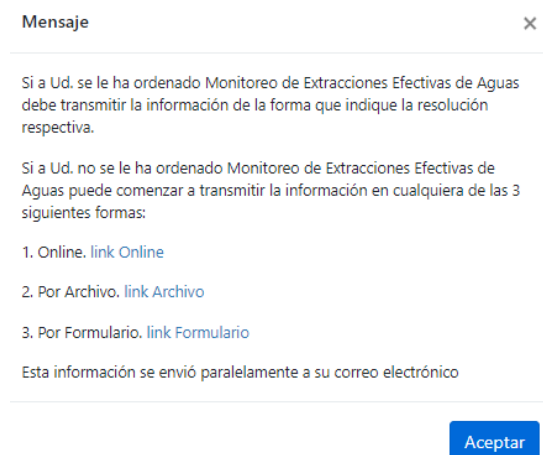 Mensaje ×
Si a Ud. se le ha ordenado Monitoreo de Extracciones Efectivas de Aguas
debe transmitir la información de la forma que indique la resolución
respectiva.
Si a Ud. no se le ha ordenado Monitoreo de Extracciones Efectivas de
Aguas puede comenzar a transmitir la información en cualquiera de las 3
siguientes formas:
1. Online. link Online
2. Por Archivo. link Archivo
3. Por Formulario. link Formulario
Esta información se envió paralelamente a su correo electrónico
Aceptar